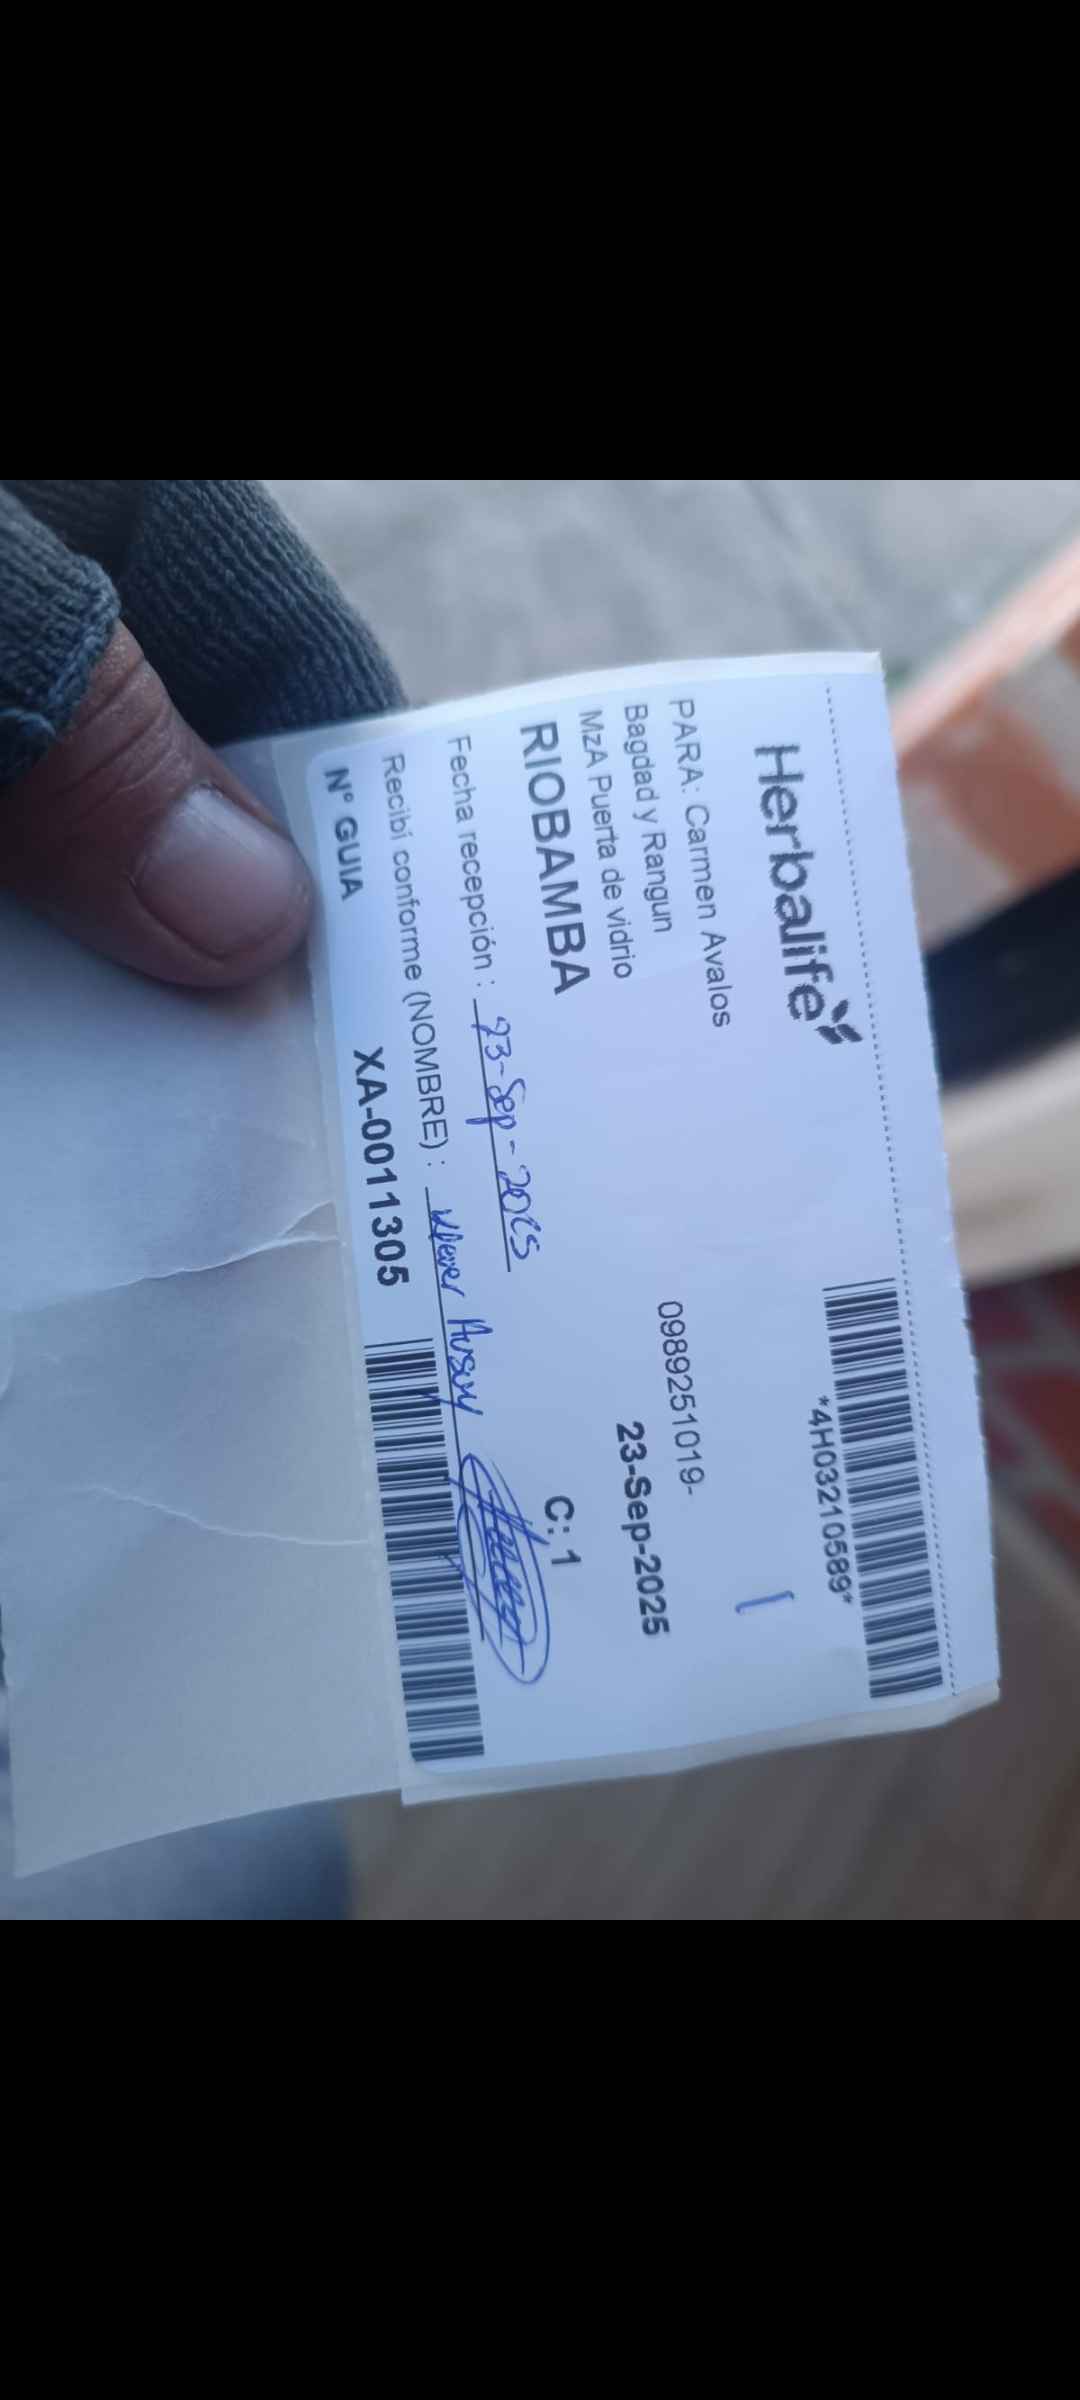 Herbalife
*4H03210589*
PARA: Carmen Avalos
Bagdad y Rangun 0989251019-
MzA Puerta de vidrio 23-Sep-2025
RIOBAMBA C: 1
Fecha recepción : 23-Sep-2025
Recibí conforme (NOMBRE) : Klever
N° GUIA XA-0011305